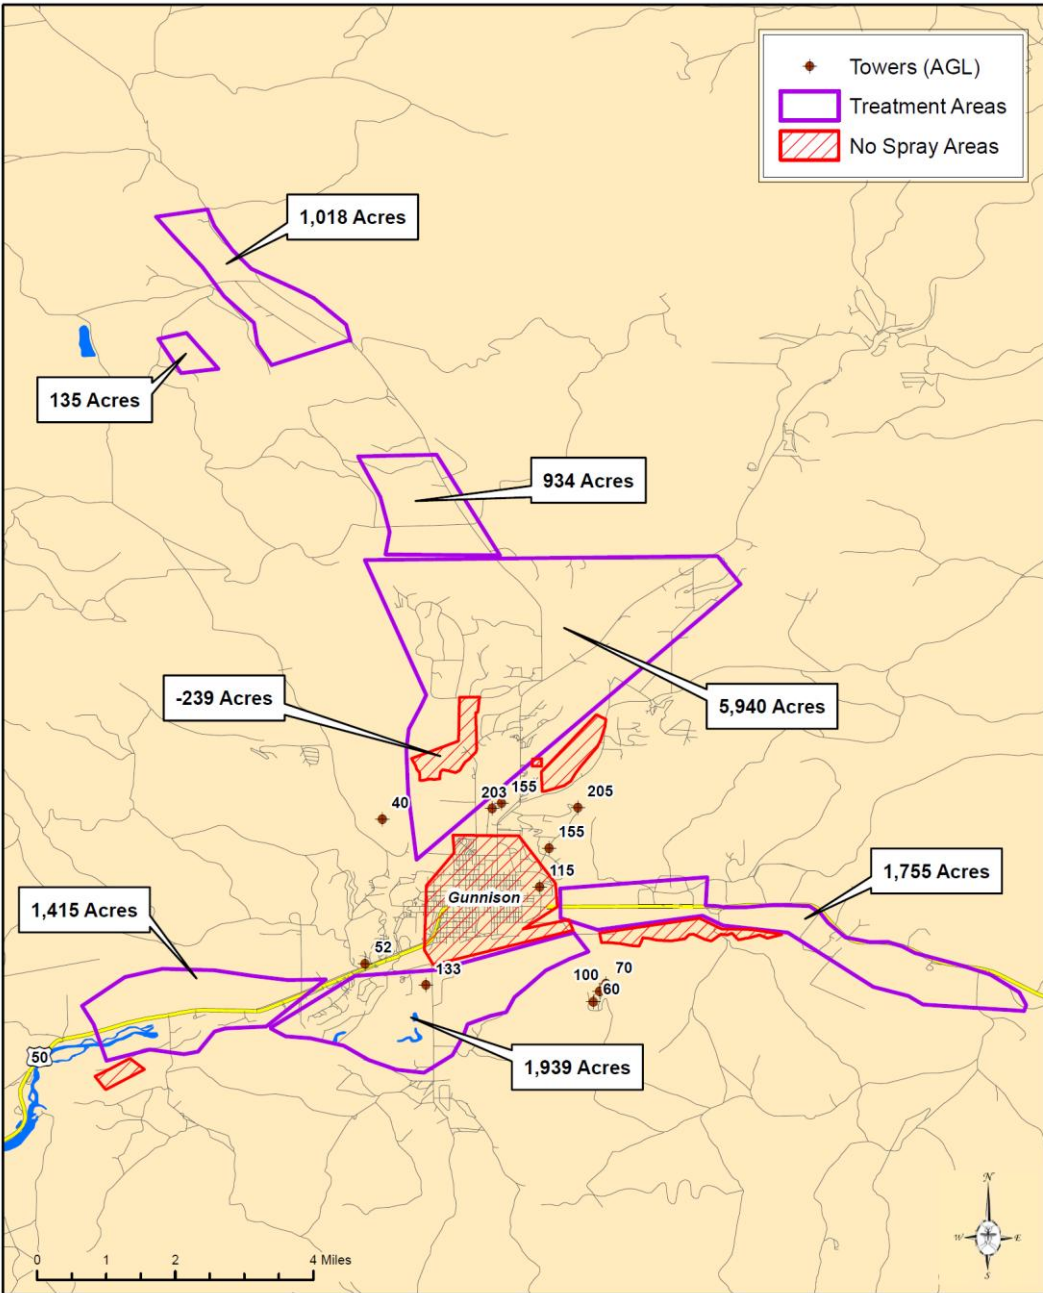 Towers (AGL)
Treatment Areas
No Spray Areas
1,018 Acres
135 Acres
934 Acres
-239 Acres
5,940 Acres
40
203
155
205
155
115
Gunnison
1,755 Acres
1,415 Acres
52
133
100
70
60
50
1,939 Acres
0 1 2 4 Miles
N
W E
S